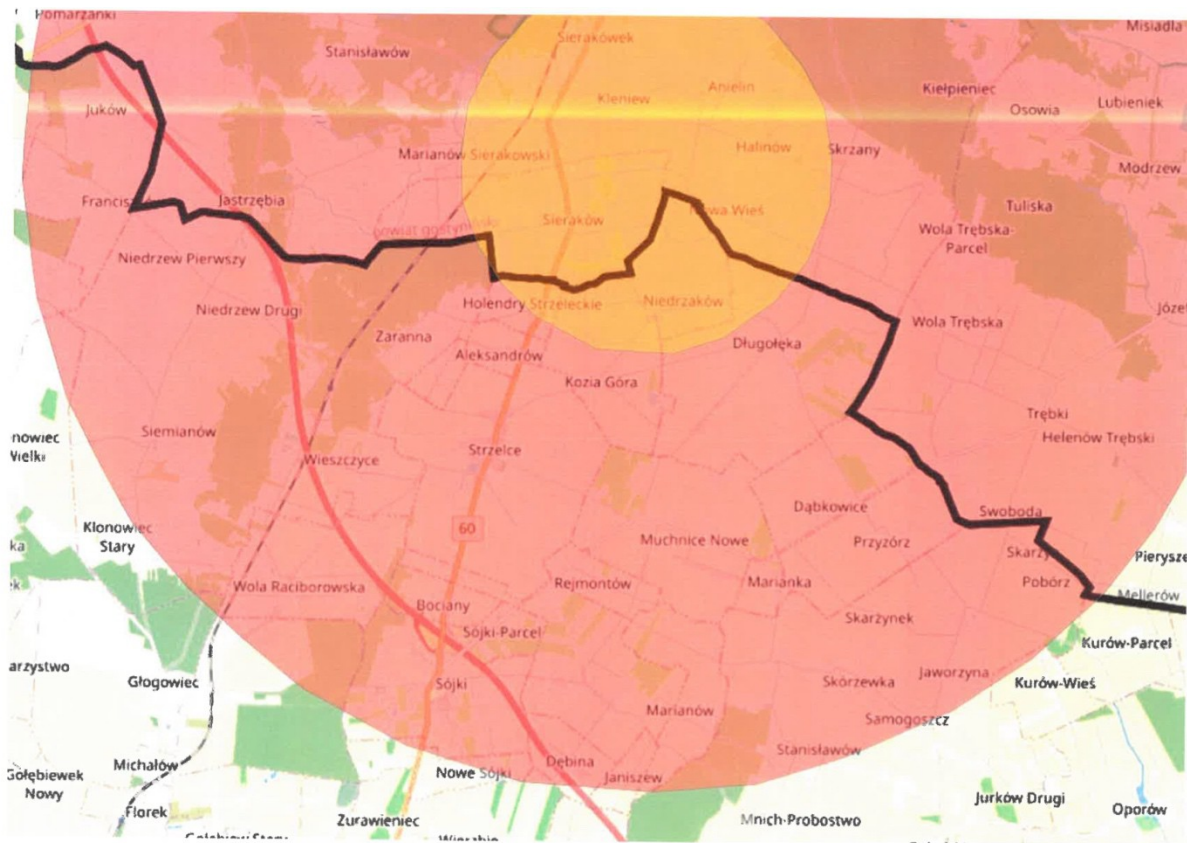 Pomarzanki
Misiadla
Sierakówek
Stanisławów
Anielin
Kiełpieniec
Kleniew
Osowia
Lubieniek
Juków
Halinów
Skrzany
Marianów Sierakowski
Modrzew
Jastrzębia
Tuliska
Sieraków
Nowa Wieś
Wola Trębska-
Parcel
Niedrzew Pierwszy
Holendry Strzeleckie
Niedrzaków
Niedrzew Drugi
Wola Trębska
Zaranna
Długołęka
Aleksandrów
Kozia Góra
Trębki
Siemianów
Helenów Trębski
Strzelce
Wieszczyce
Dąbkowice
Swoboda
60
Klonowiec
Stary
Muchnice Nowe
Przyzórz
Wola Raciborowska
Rejmontów
Marianka
Pobórz
Mellerów
Bociany
Skarżynek
Sójki-Parcel
Kurów-Parcel
Głogowiec
Sójki
Skórzewka
Jaworzyna
Kurów-Wieś
Marianów
Samogoszcz
Stanisławów
Michałów
Dębina
Gołębiewek
Nowy
Nowe Sójki
Janiszew
Jurków Drugi
Oporów
Florek
Żurawieniec
Mnich-Probostwo